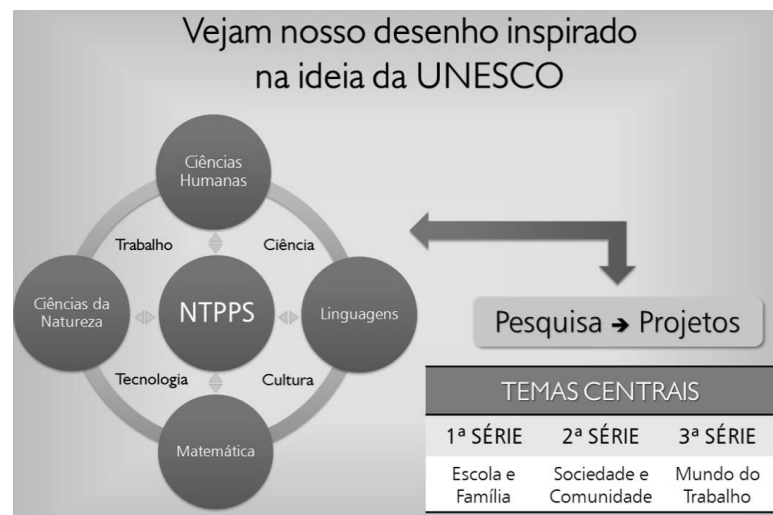 Vejam nosso desenho inspirado
na ideia da UNESCO
Ciências
Humanas
Trabalho
Ciência
Ciências da
Natureza
NTPPS
Linguagens
Tecnologia
Cultura
Matemática
Pesquisa → Projetos
TEMAS CENTRAIS
1ª SÉRIE 2ª SÉRIE 3ª SÉRIE
Escola e Sociedade e Mundo do
Família Comunidade Trabalho